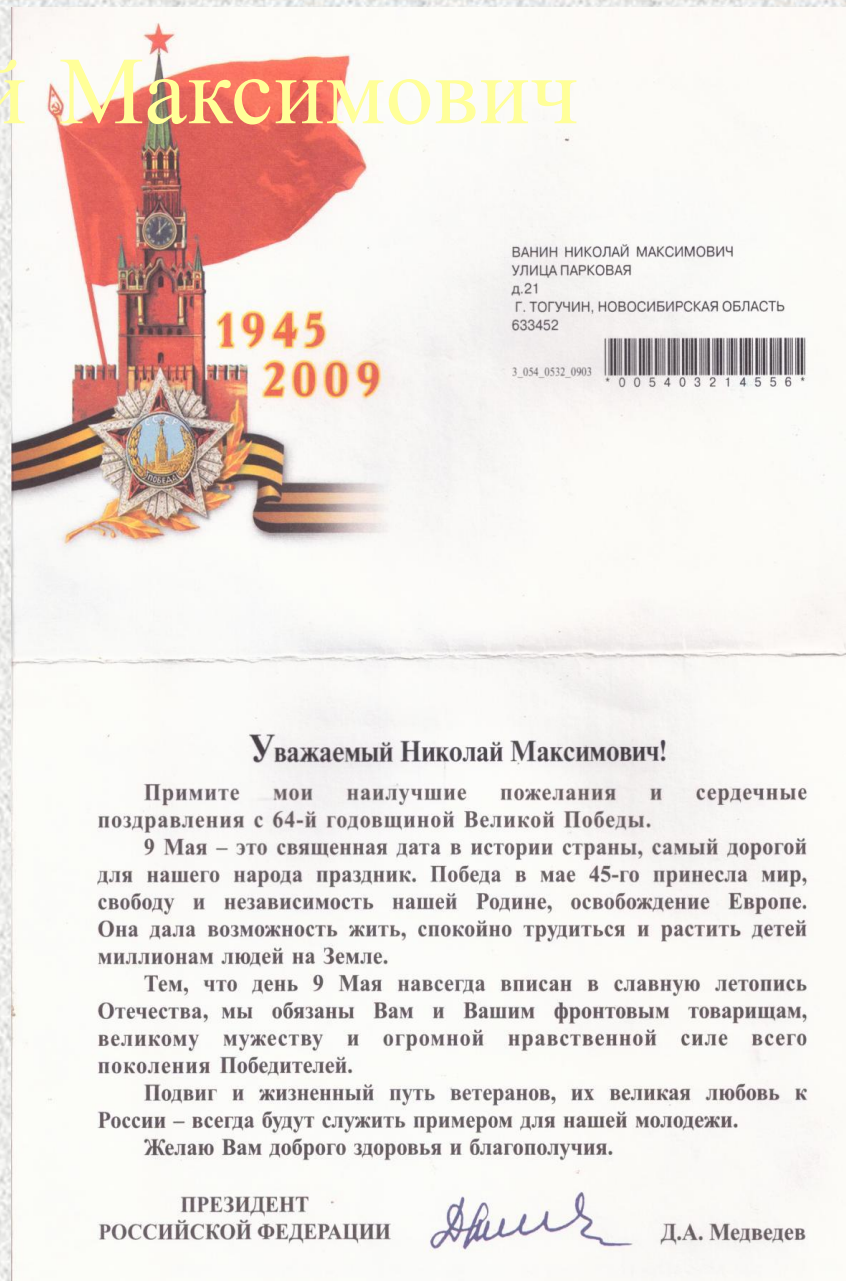 й Максимович
1945
2009
ПОБЕДА
ВАНИН НИКОЛАЙ МАКСИМОВИЧ
УЛИЦА ПАРКОВАЯ
д.21
Г. ТОГУЧИН, НОВОСИБИРСКАЯ ОБЛАСТЬ
633452
3_054_0532_0903
*005403214556*
Уважаемый Николай Максимович!
Примите мои наилучшие пожелания и сердечные
поздравления с 64-й годовщиной Великой Победы.
9 Мая – это священная дата в истории страны, самый дорогой
для нашего народа праздник. Победа в мае 45-го принесла мир,
свободу и независимость нашей Родине, освобождение Европе.
Она дала возможность жить, спокойно трудиться и растить детей
миллионам людей на Земле.
Тем, что день 9 Мая навсегда вписан в славную летопись
Отечества, мы обязаны Вам и Вашим фронтовым товарищам,
великому мужеству и огромной нравственной силе всего
поколения Победителей.
Подвиг и жизненный путь ветеранов, их великая любовь к
России – всегда будут служить примером для нашей молодежи.
Желаю Вам доброго здоровья и благополучия.
ПРЕЗИДЕНТ
РОССИЙСКОЙ ФЕДЕРАЦИИ
Д.А. Медведев